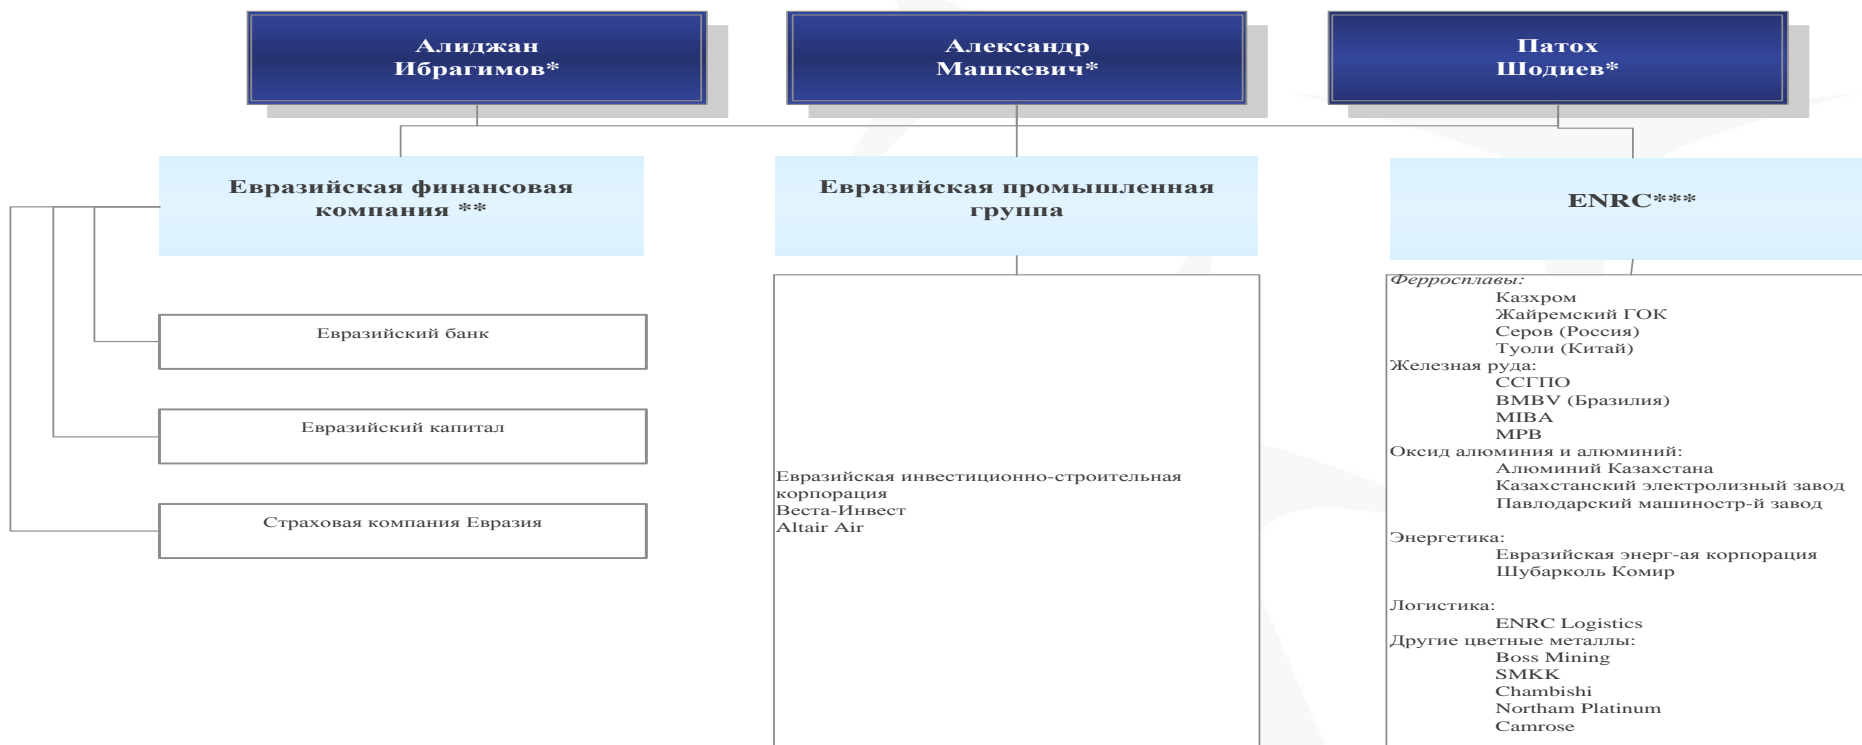 Алиджан
Ибрагимов*
Александр
Машкевич*
Патох
Шодиев*
Евразийская финансовая
компания **
Евразийская промышленная
группа
ENRC***
Евразийский банк
Евразийский капитал
Страховая компания Евразия
Евразийская инвестиционно-строительная
корпорация
Веста-Инвест
Altair Air
Ферросплавы:
Казхром
Жайремский ГОК
Серов (Россия)
Туоли (Китай)
Железная руда:
ССГПО
BMBV (Бразилия)
MIBA
МРВ
Оксид алюминия и алюминий:
Алюминий Казахстана
Казахстанский электролизный завод
Павлодарский машиностр-й завод
Энергетика:
Евразийская энерг-ая корпорация
Шубарколь Комир
Логистика:
ENRC Logistics
Другие цветные металлы:
Boss Mining
SMKK
Chambishi
Northam Platinum
Camrose